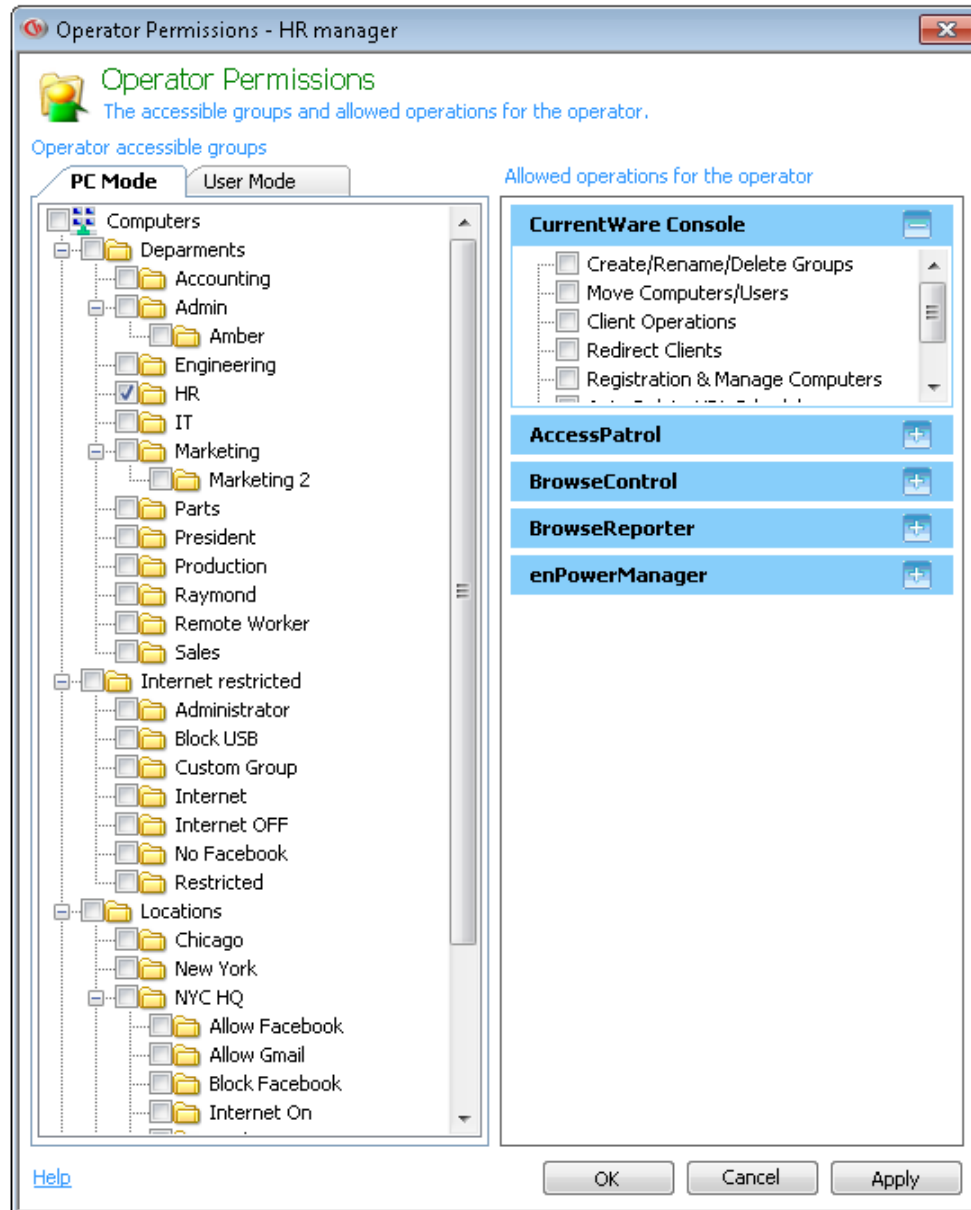 Operator Permissions - HR manager
Operator Permissions
The accessible groups and allowed operations for the operator.
Operator accessible groups
PC Mode
User Mode
Computers
Deparments
Accounting
Admin
Amber
Engineering
HR
IT
Marketing
Marketing 2
Parts
President
Production
Raymond
Remote Worker
Sales
Internet restricted
Administrator
Block USB
Custom Group
Internet
Internet OFF
No Facebook
Restricted
Locations
Chicago
New York
NYC HQ
Allow Facebook
Allow Gmail
Block Facebook
Internet On
Allowed operations for the operator
CurrentWare Console
Create/Rename/Delete Groups
Move Computers/Users
Client Operations
Redirect Clients
Registration & Manage Computers
AccessPatrol
BrowseControl
BrowseReporter
enPowerManager
Help
OK
Cancel
Apply